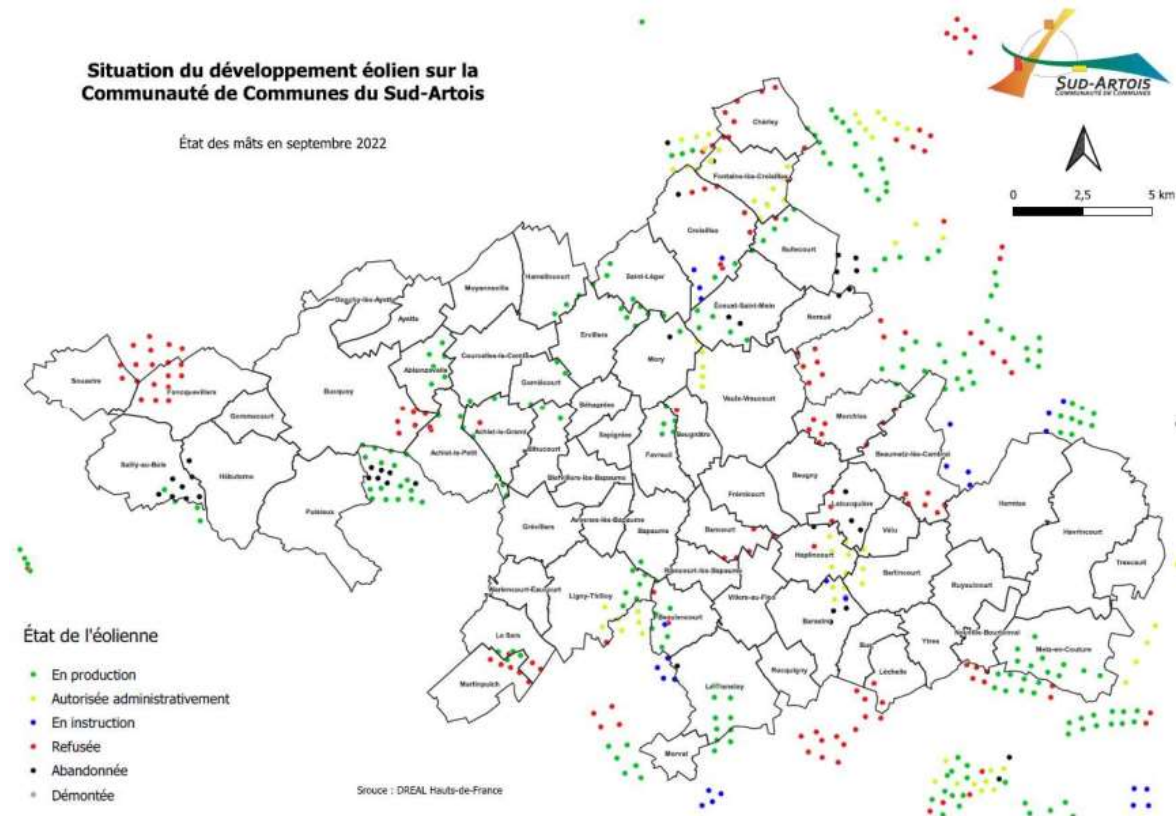 Situation du développement éolien sur la
Communauté de Communes du Sud-Artois
État des mâts en septembre 2022
SUD-ARTOIS
COMMUNAUTÉ DE COMMUNES
0 2,5 5 km
Chérisy
Fontaine-lès-Croisilles
Croisilles
Bullecourt
Hamelincourt
Saint-Léger
Moyenneville
Écoust-Saint-Mein
Noreuil
Ayette
Ervillers
Mory
Courcelles-le-Comte
Ablainzevelle
Souastre
Foncquevillers
Bucquoy
Gomiécourt
Vaulx-Vraucourt
Gommecourt
Béhagnies
Morchies
Achiet-le-Grand
Sapignies
Beugnâtre
Achiet-le-Petit
Bihucourt
Favreuil
Beaumetz-lès-Cambrai
Sailly-au-Bois
Hébuterne
Biefvillers-lès-Bapaume
Beugny
Frémicourt
Lebucquière
Hermies
Puisieux
Grévillers
Avesnes-lès-Bapaume
Bapaume
Bancourt
Vélu
Havrincourt
Haplincourt
Trescault
Riencourt-lès-Bapaume
Bertincourt
Ruyaulcourt
Warlencourt-Eaucourt
Ligny-Thilloy
Villers-au-Flos
Beaulencourt
Barastre
Neuville-Bourjonval
Le Sars
Ytres
Metz-en-Couture
Bus
Léchelle
Rocquigny
Martinpuich
Le Transloy
Morval
État de l'éolienne
En production
Autorisée administrativement
En instruction
Refusée
Abandonnée
Démontée
Srouce : DREAL Hauts-de-France